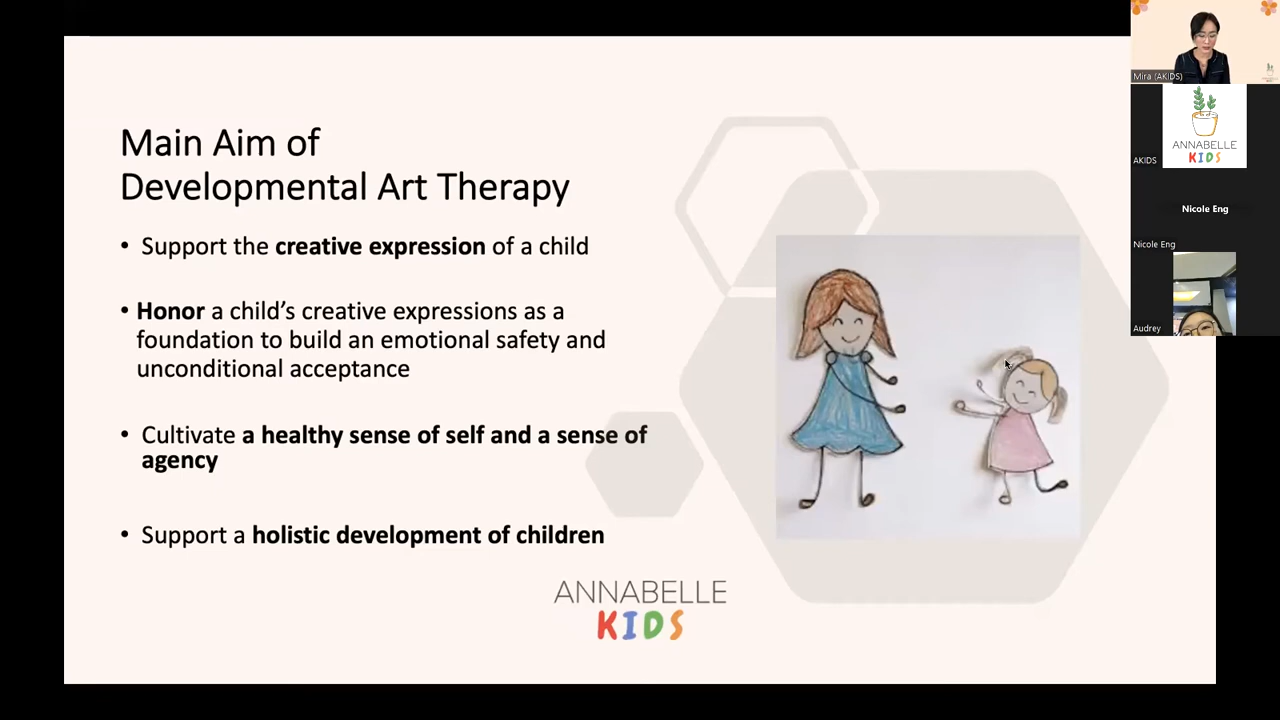 Main Aim of
Developmental Art Therapy
• Support the creative expression of a child
• Honor a child's creative expressions as a
foundation to build an emotional safety and
unconditional acceptance
• Cultivate a healthy sense of self and a sense of
agency
• Support a holistic development of children
ANNABELLE
KIDS
Mira (AKIDS)
ANNABELLE
KIDS
AKIDS
Nicole Eng
Nicole Eng
Audrey